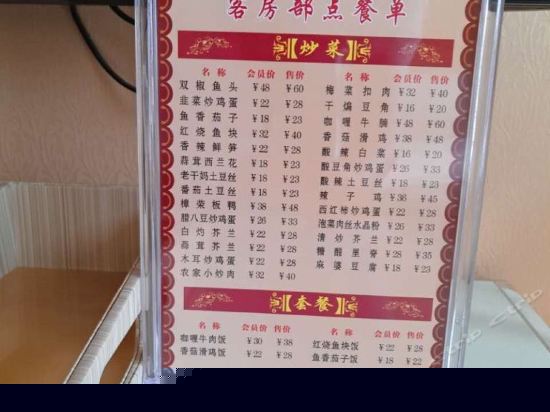 客房部点餐单
炒菜
名称 会员价 售价
双椒鱼头 ¥48 ¥60
韭菜炒鸡蛋 ¥22 ¥28
鱼香茄子 ¥18 ¥23
红烧鱼块 ¥32 ¥40
香辣鲜笋 ¥22 ¥28
蒜茸西兰花 ¥18 ¥23
老干妈土豆丝 ¥18 ¥23
番茄土豆丝 ¥18 ¥23
樟荣板鸭 ¥38 ¥48
腊八豆炒鸡蛋 ¥26 ¥33
白灼芥兰 ¥22 ¥28
蒜茸芥兰 ¥22 ¥28
木耳炒鸡蛋 ¥22 ¥28
农家小炒肉 ¥32 ¥40
名称 会员价 售价
梅菜扣肉 ¥32 ¥40
干煸豆角 ¥16 ¥20
咖喱牛腩 ¥38 ¥48
香菇滑鸡 ¥38 ¥48
酸辣白菜 ¥16 ¥20
酸豆角炒鸡蛋 ¥26 ¥33
酸辣土豆丝 ¥18 ¥23
辣子鸡 ¥36 ¥45
西红柿炒鸡蛋 ¥22 ¥28
泡菜肉丝水晶粉 ¥26 ¥33
清炒芥兰 ¥22 ¥28
糖醋里脊 ¥28 ¥35
麻婆豆腐 ¥18 ¥23
套餐
名称 会员价 售价
咖喱牛肉饭 ¥30 ¥38
香菇滑鸡饭 ¥22 ¥28
名称 会员价 售价
红烧鱼块饭 ¥22 ¥28
鱼香茄子饭 ¥18 ¥22